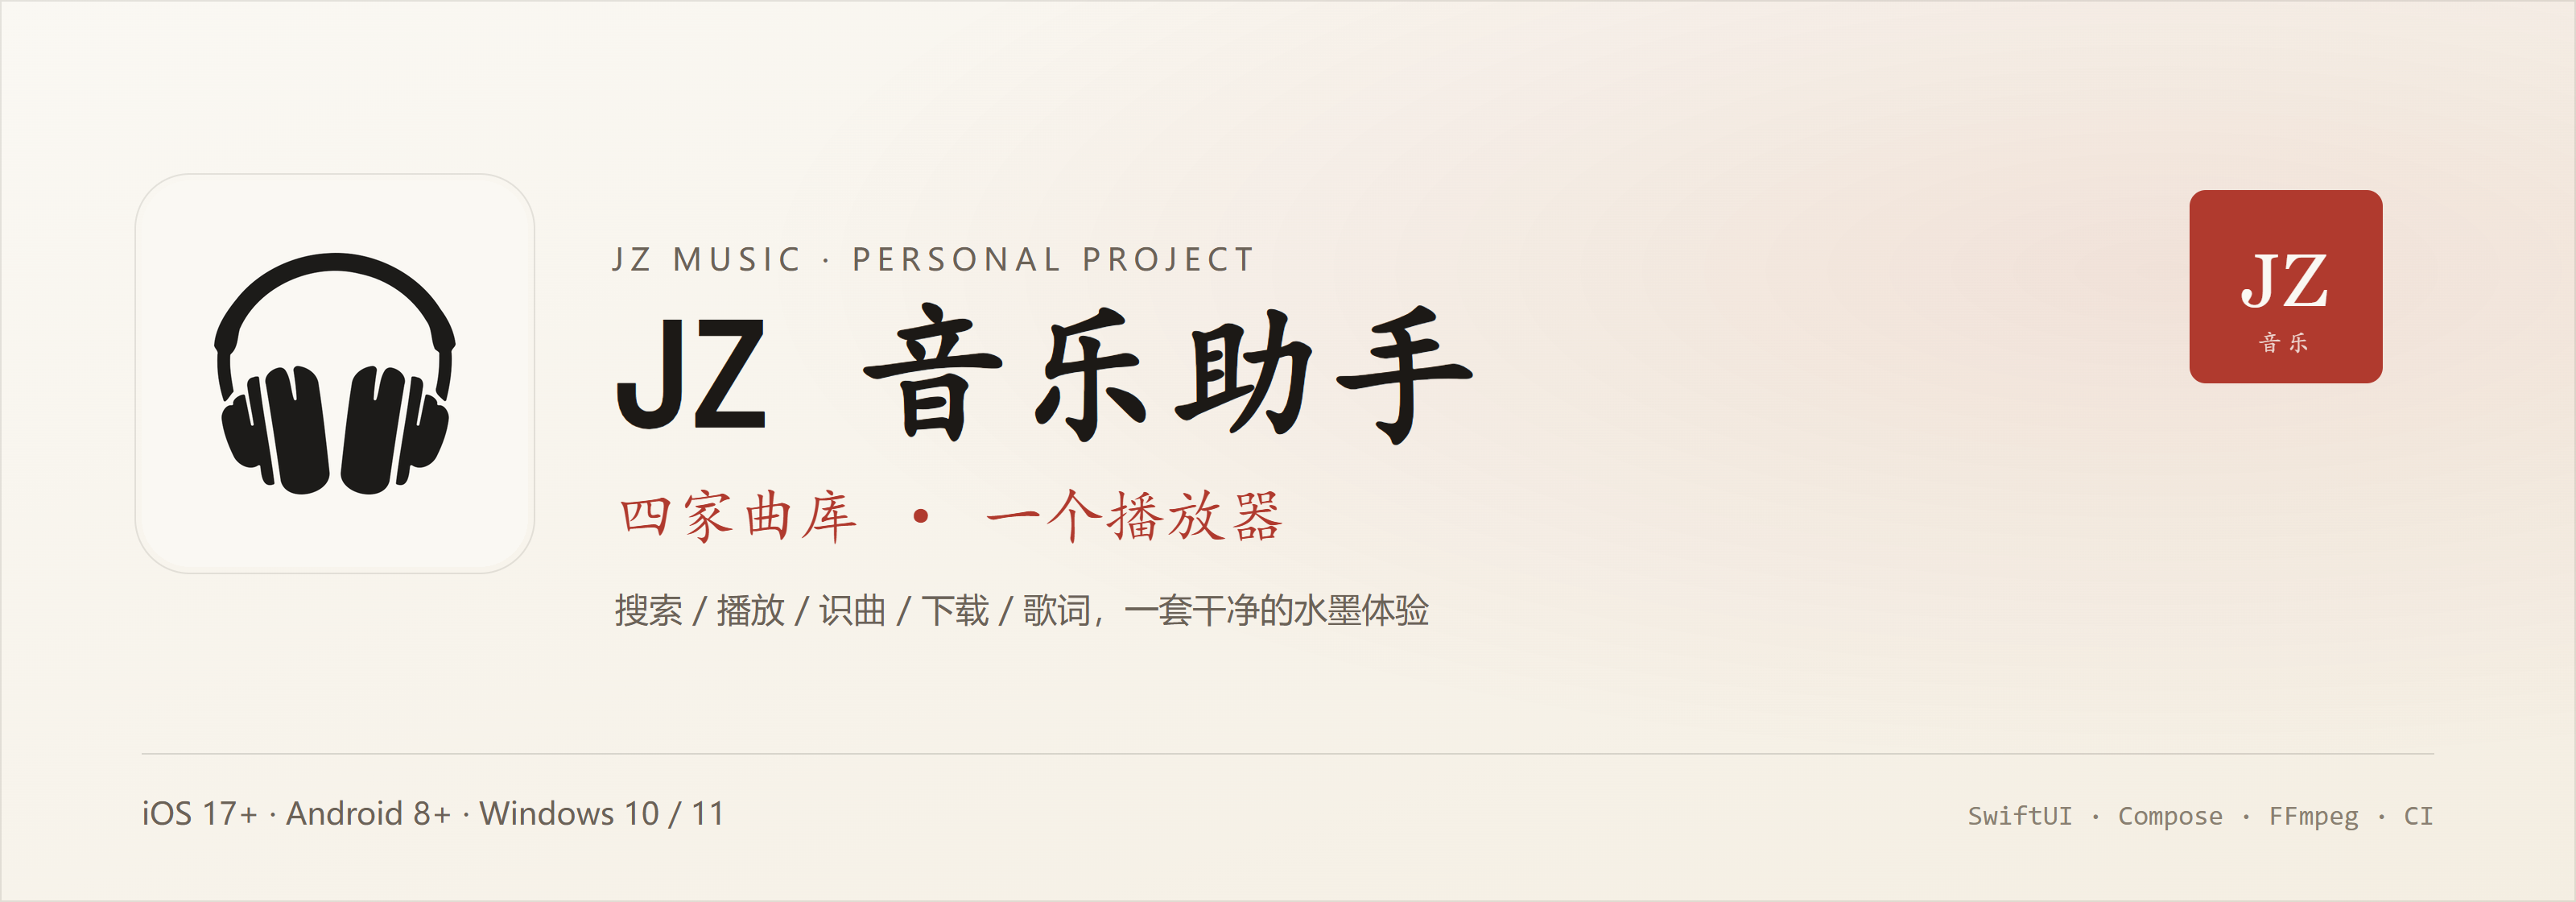 JZ MUSIC · PERSONAL PROJECT
JZ 音乐助手
四家曲库 · 一个播放器
搜索 / 播放 / 识曲 / 下载 / 歌词，一套干净的水墨体验
JZ
音乐
iOS 17+ · Android 8+ · Windows 10 / 11
SwiftUI · Compose · FFmpeg · CI